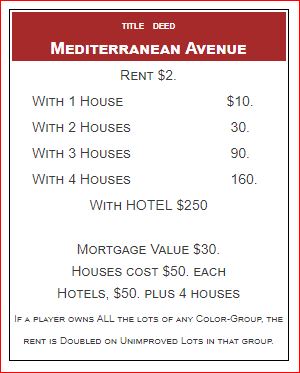 TITLE DEED
MEDITERRANEAN AVENUE
RENT $2.
WITH 1 HOUSE $10.
WITH 2 HOUSES 30.
WITH 3 HOUSES 90.
WITH 4 HOUSES 160.
WITH HOTEL $250
MORTGAGE VALUE $30.
HOUSES COST $50. EACH
HOTELS, $50. PLUS 4 HOUSES
IF A PLAYER OWNS ALL THE LOTS OF ANY COLOR-GROUP, THE
RENT IS DOUBLED ON UNIMPROVED LOTS IN THAT GROUP.